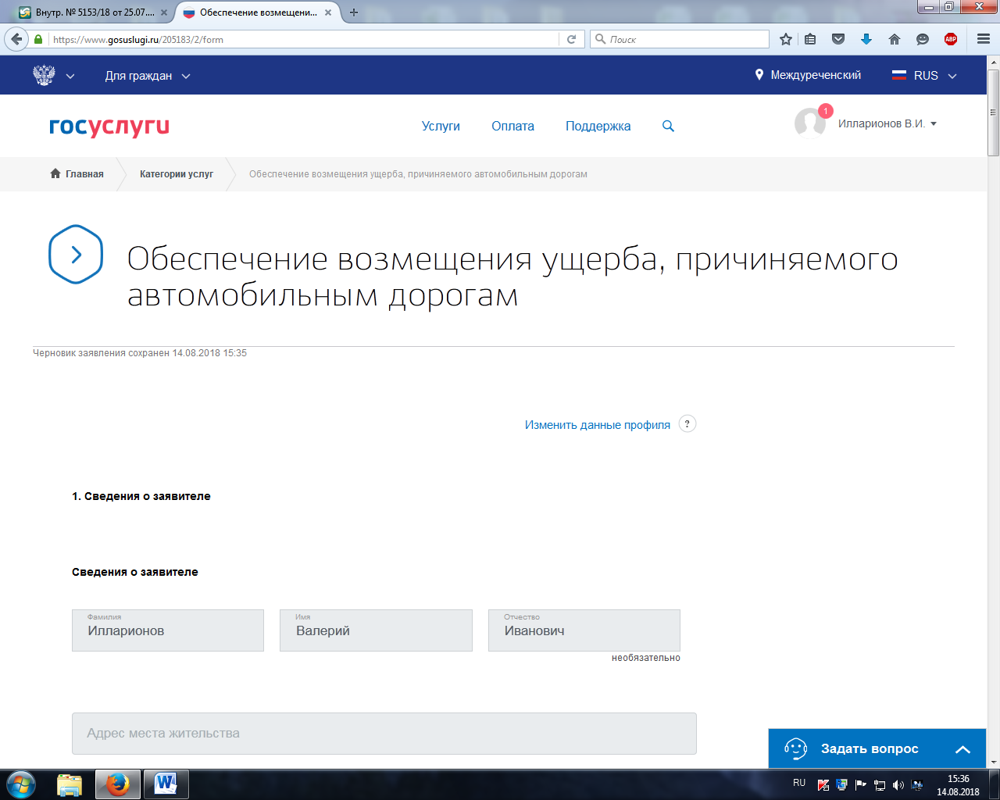 Внутр. № 5153/18 от 25.07....
Обеспечение возмещени...
https://www.gosuslugi.ru/205183/2/form
Поиск
ABP
Для граждан
Междуреченский
RUS
госуслуги
Услуги
Оплата
Поддержка
1
Илларионов В.И.
Главная
Категории услуг
Обеспечение возмещения ущерба, причиняемого автомобильным дорогам
Обеспечение возмещения ущерба, причиняемого
автомобильным дорогам
Черновик заявления сохранен 14.08.2018 15:35
Изменить данные профиля
?
1. Сведения о заявителе
Сведения о заявителе
Фамилия
Илларионов
Имя
Валерий
Отчество
Иванович
необязательно
Адрес места жительства
Задать вопрос
W
RU
15:36
14.08.2018